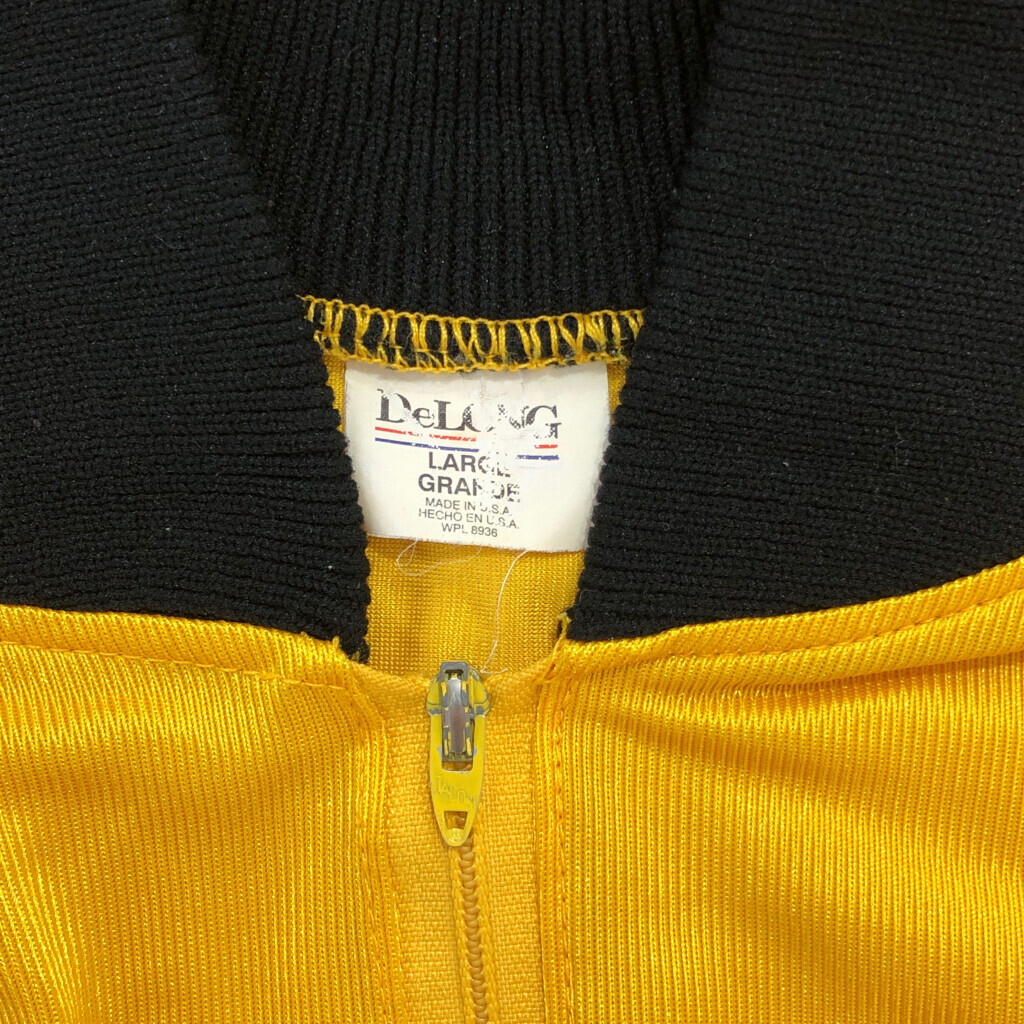 DeLONG
LARGE
GRANDE
MADE IN U.S.A.
HECHO EN U.S.A.
WPL 8936